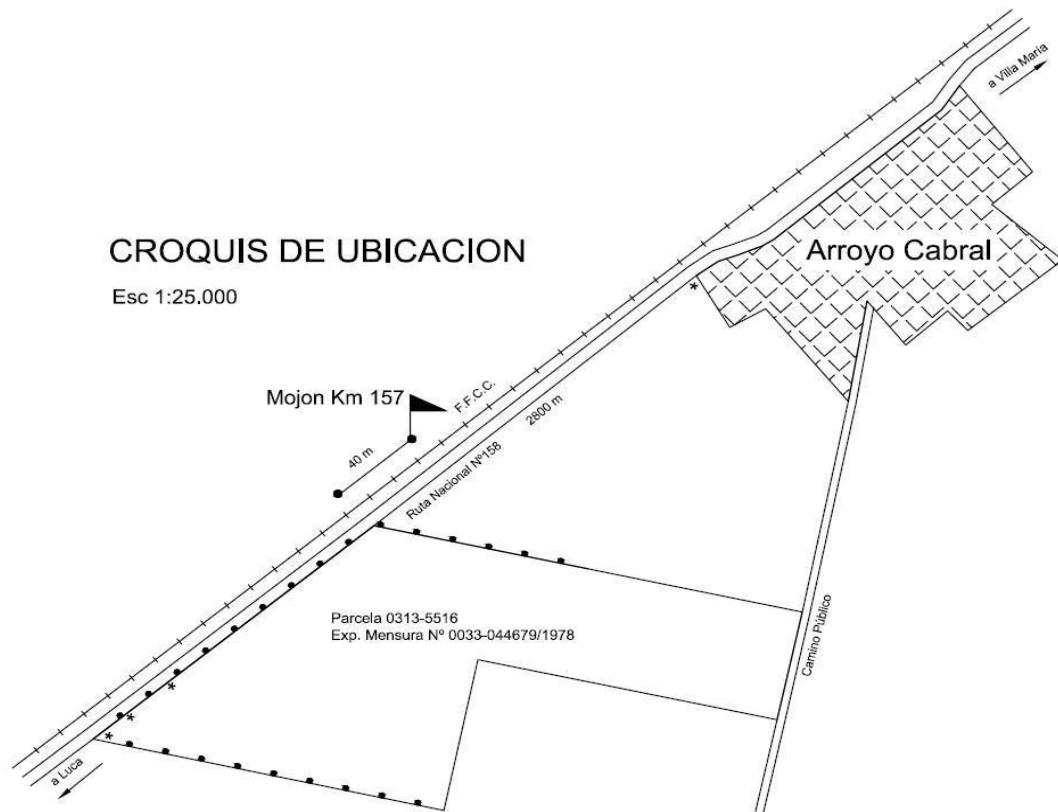 a Villa María
CROQUIS DE UBICACION
Esc 1:25.000
Arroyo Cabral
Mojon Km 157
F.F.C.C.
2800 m
40 m
Ruta Nacional Nº158
Parcela 0313-5516
Exp. Mensura Nº 0033-044679/1978
Camino Público
a Luca